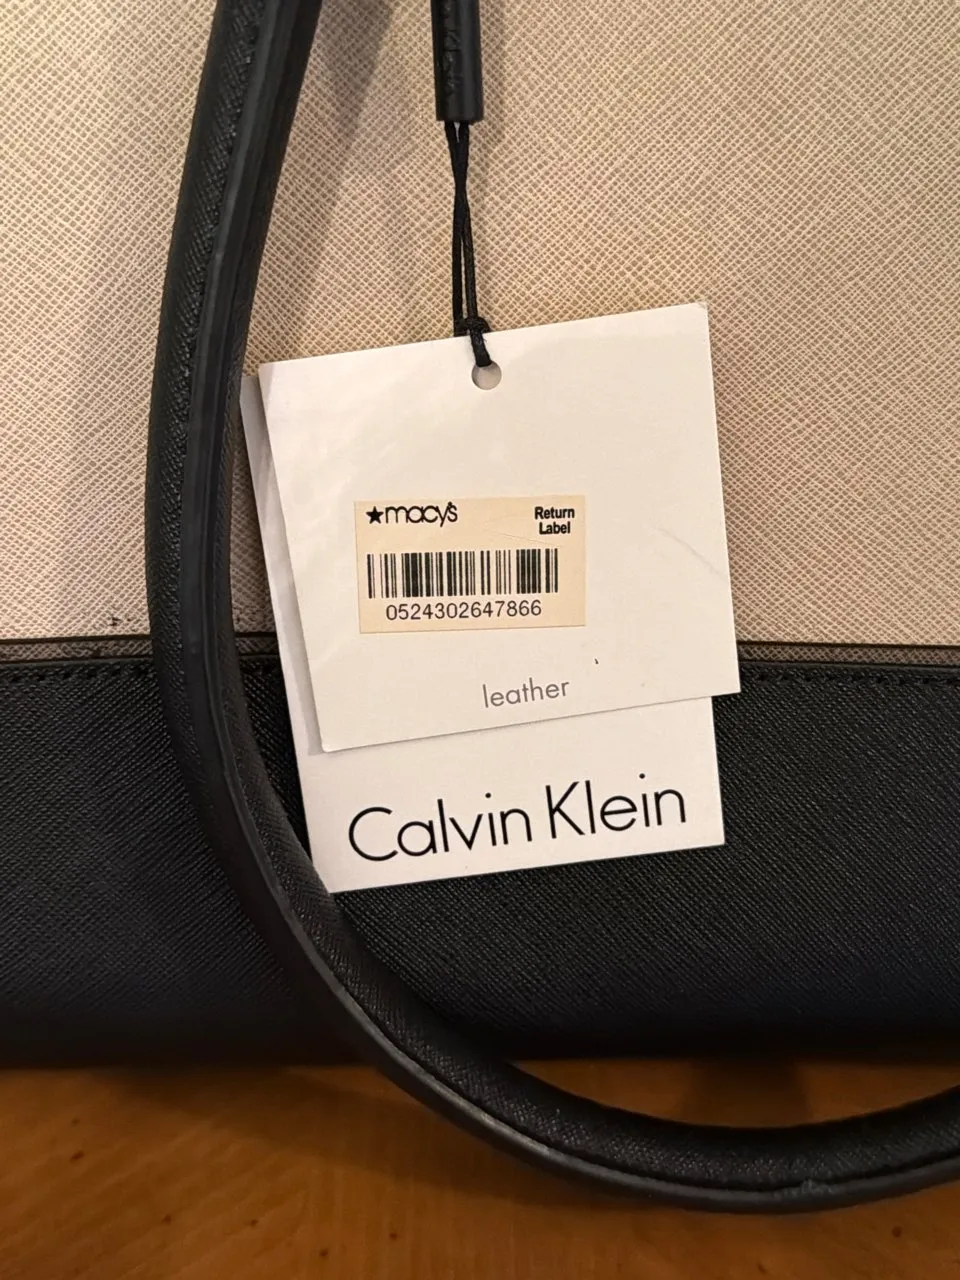 ★macy's
Return
Label
0524302647866
leather
Calvin Klein